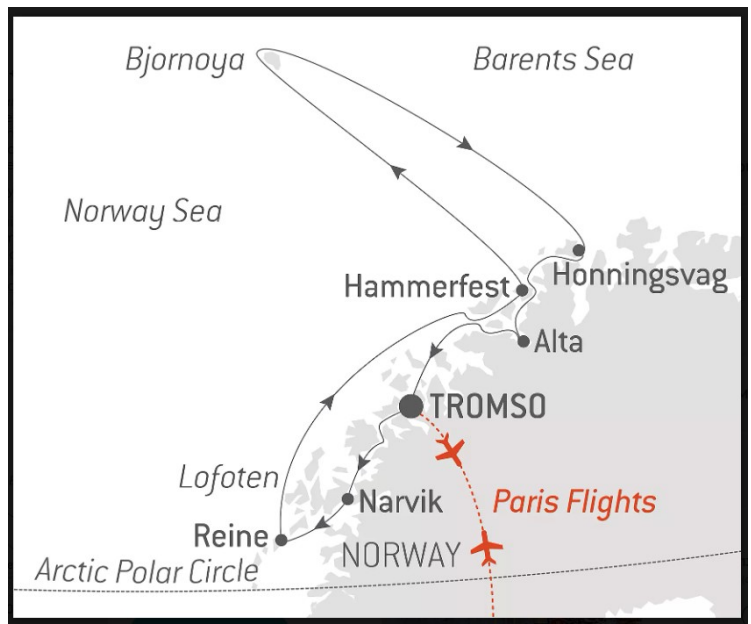 Bjornoya
Barents Sea
Norway Sea
Honningsvag
Hammerfest
Alta
TROMSO
Lofoten
Narvik
Paris Flights
Reine
NORWAY
Arctic Polar Circle